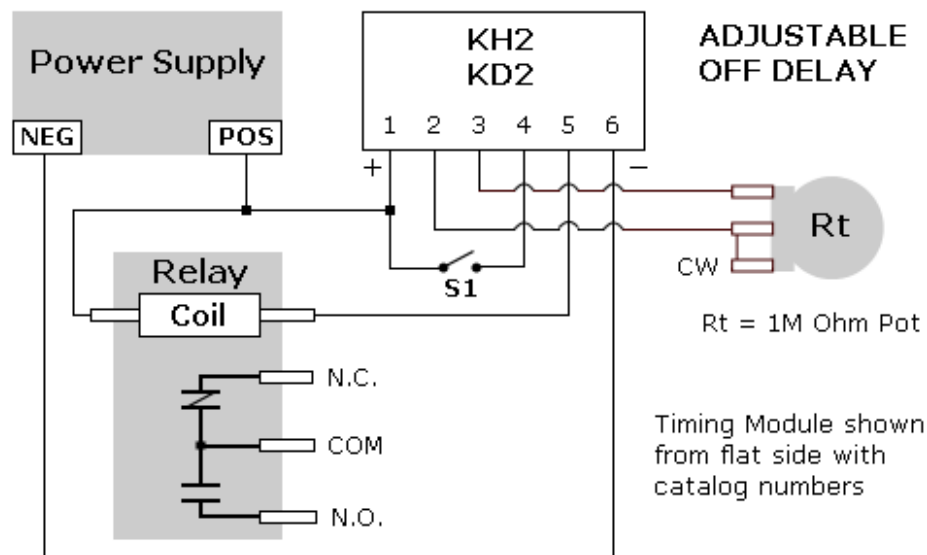 Power Supply
NEG
POS
KH2
KD2
1 2 3 4 5 6
+
−
ADJUSTABLE
OFF DELAY
Rt
CW
S1
Rt = 1M Ohm Pot
Relay
Coil
N.C.
COM
N.O.
Timing Module shown
from flat side with
catalog numbers